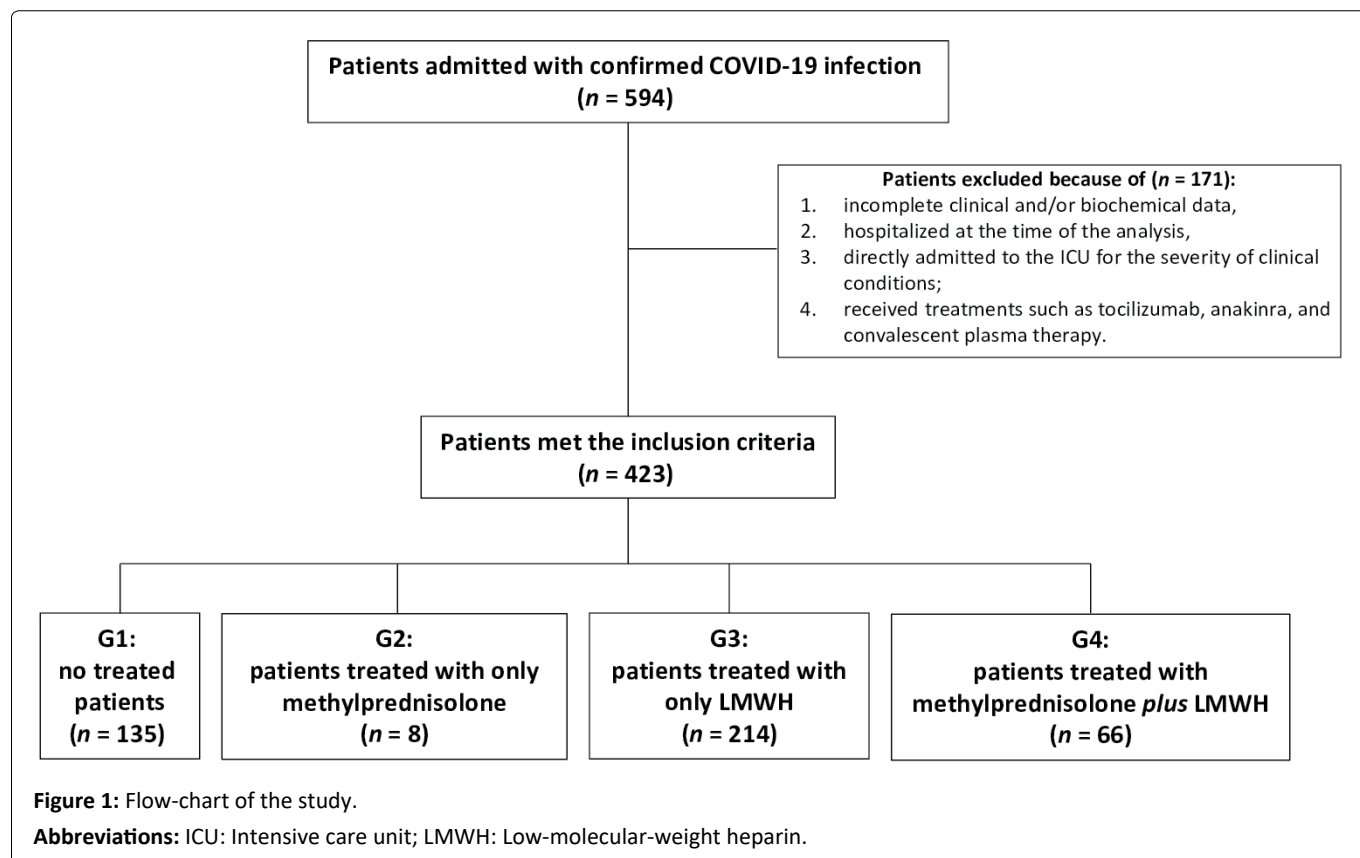 Patients admitted with confirmed COVID-19 infection
(n = 594)
Patients excluded because of (n = 171):
1. incomplete clinical and/or biochemical data,
2. hospitalized at the time of the analysis,
3. directly admitted to the ICU for the severity of clinical
conditions;
4. received treatments such as tocilizumab, anakinra, and
convalescent plasma therapy.
Patients met the inclusion criteria
(n = 423)
G1:
no treated
patients
(n = 135)
G2:
patients treated with only
methylprednisolone
(n = 8)
G3:
patients treated with
only LMWH
(n = 214)
G4:
patients treated with
methylprednisolone plus LMWH
(n = 66)
Figure 1: Flow-chart of the study.
Abbreviations: ICU: Intensive care unit; LMWH: Low-molecular-weight heparin.